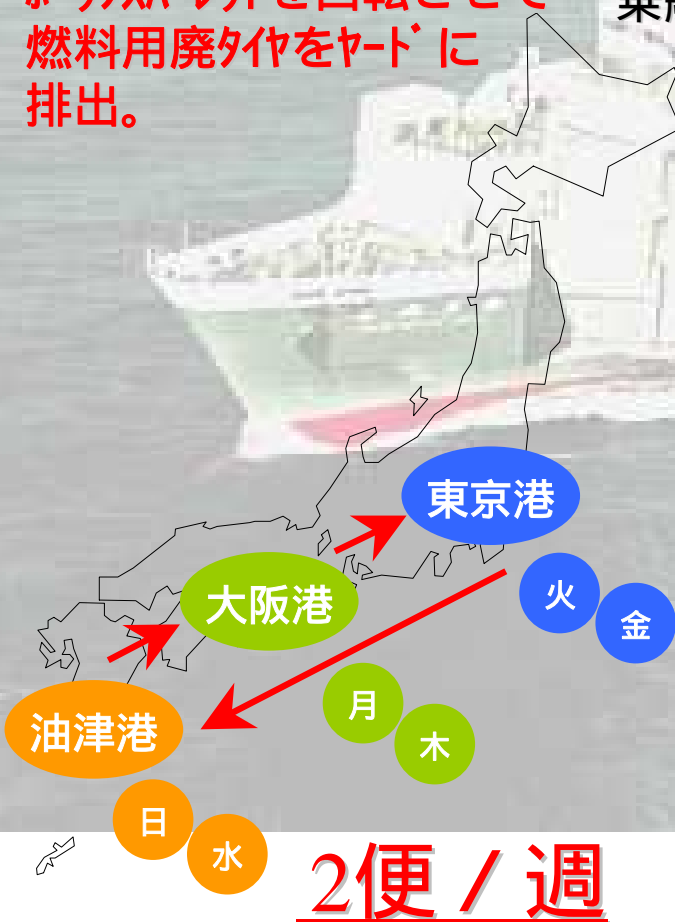 燃料用廃タイヤをヤードに
排出。
東京港
大阪港
火
金
月
油津港
木
日
水
2便／週